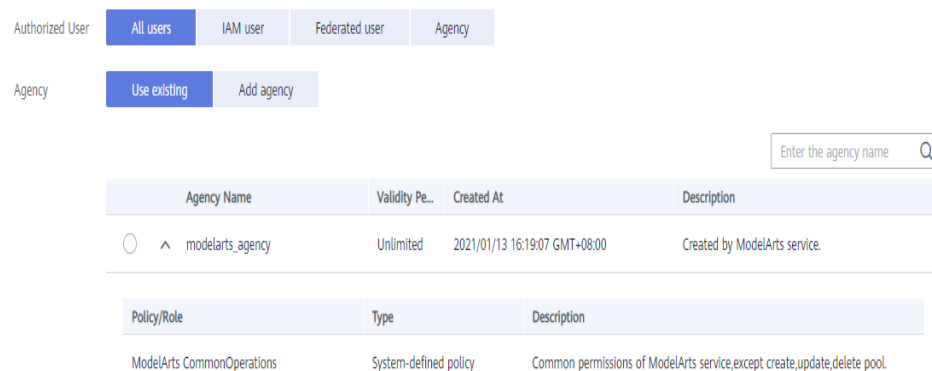 Authorized User All users IAM user Federated user Agency
Agency Use existing Add agency
Enter the agency name
Agency Name Validity Pe... Created At Description
modelarts_agency Unlimited 2021/01/13 16:19:07 GMT+08:00 Created by ModelArts service.
Policy/Role Type Description
ModelArts CommonOperations System-defined policy Common permissions of ModelArts service,except create,update,delete pool.